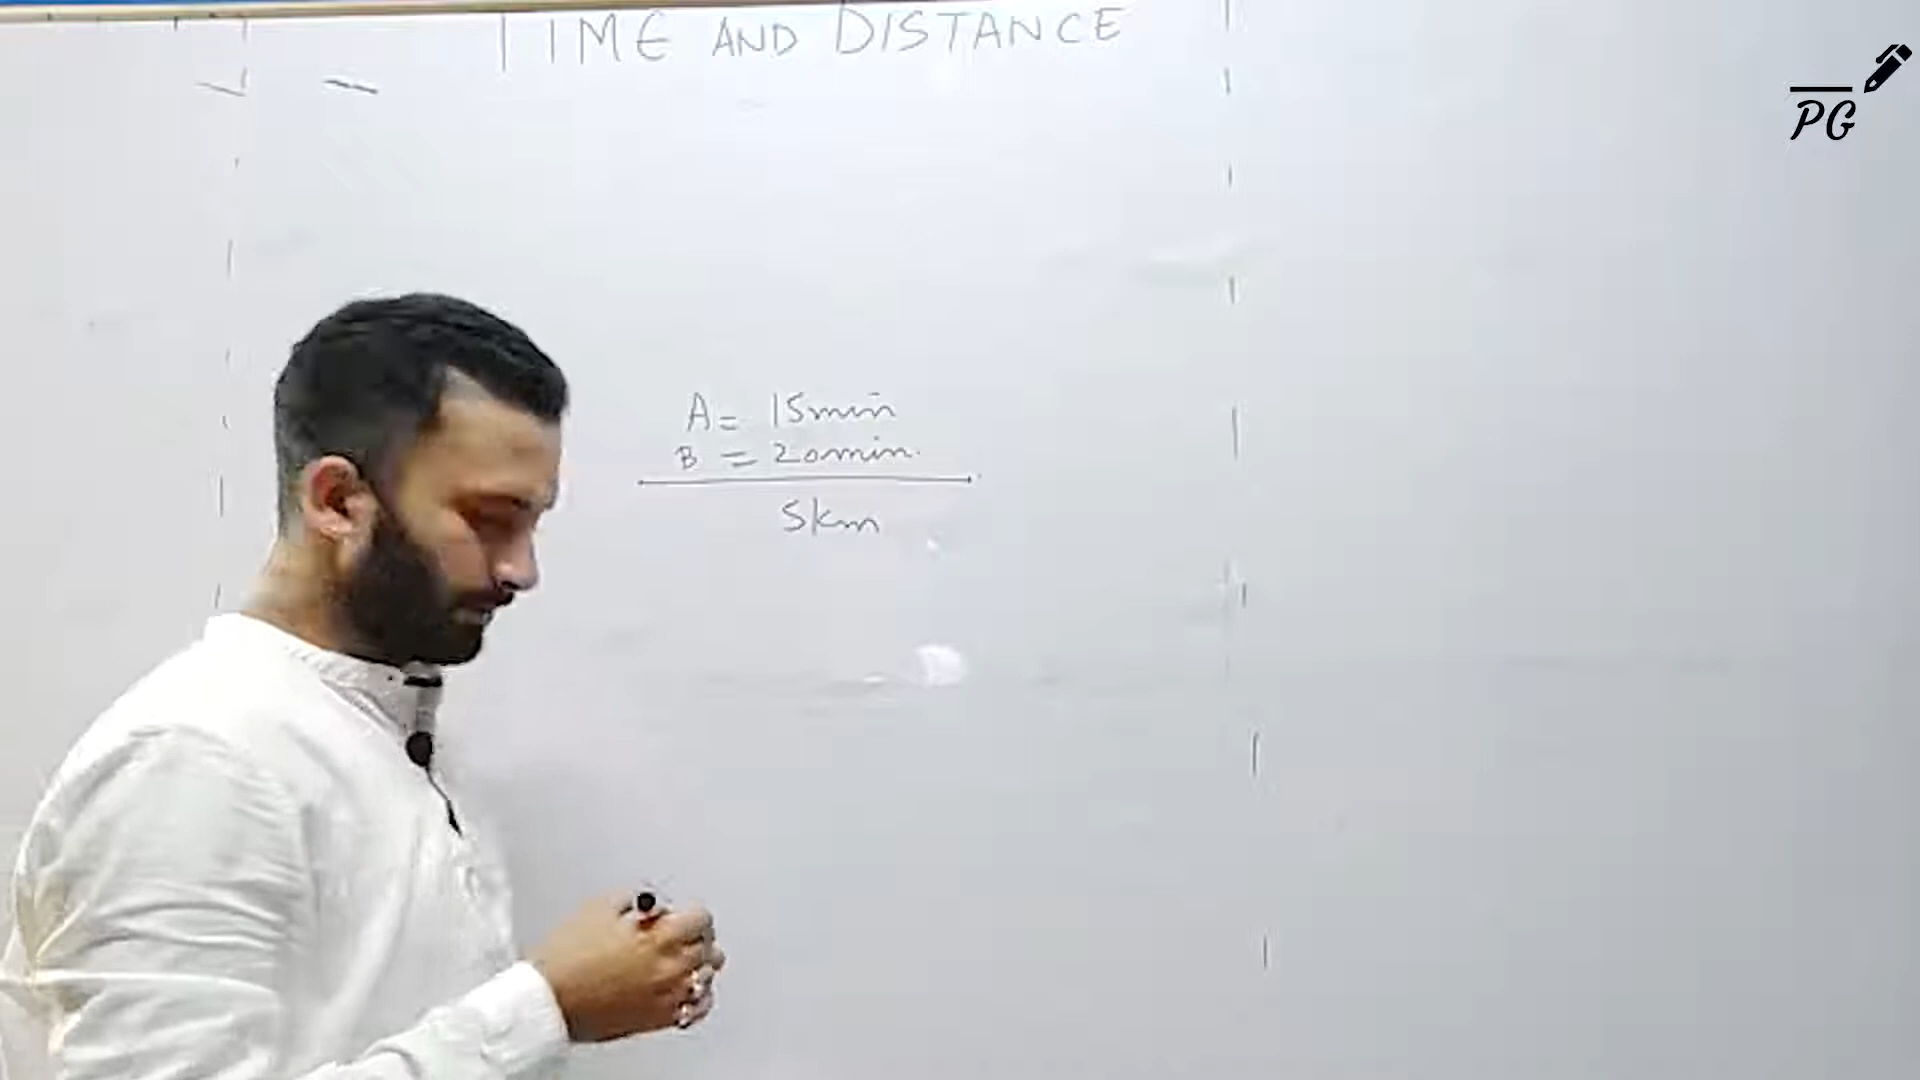 TIME AND DISTANCE
PG
A = 15min
B = 20min.
5km